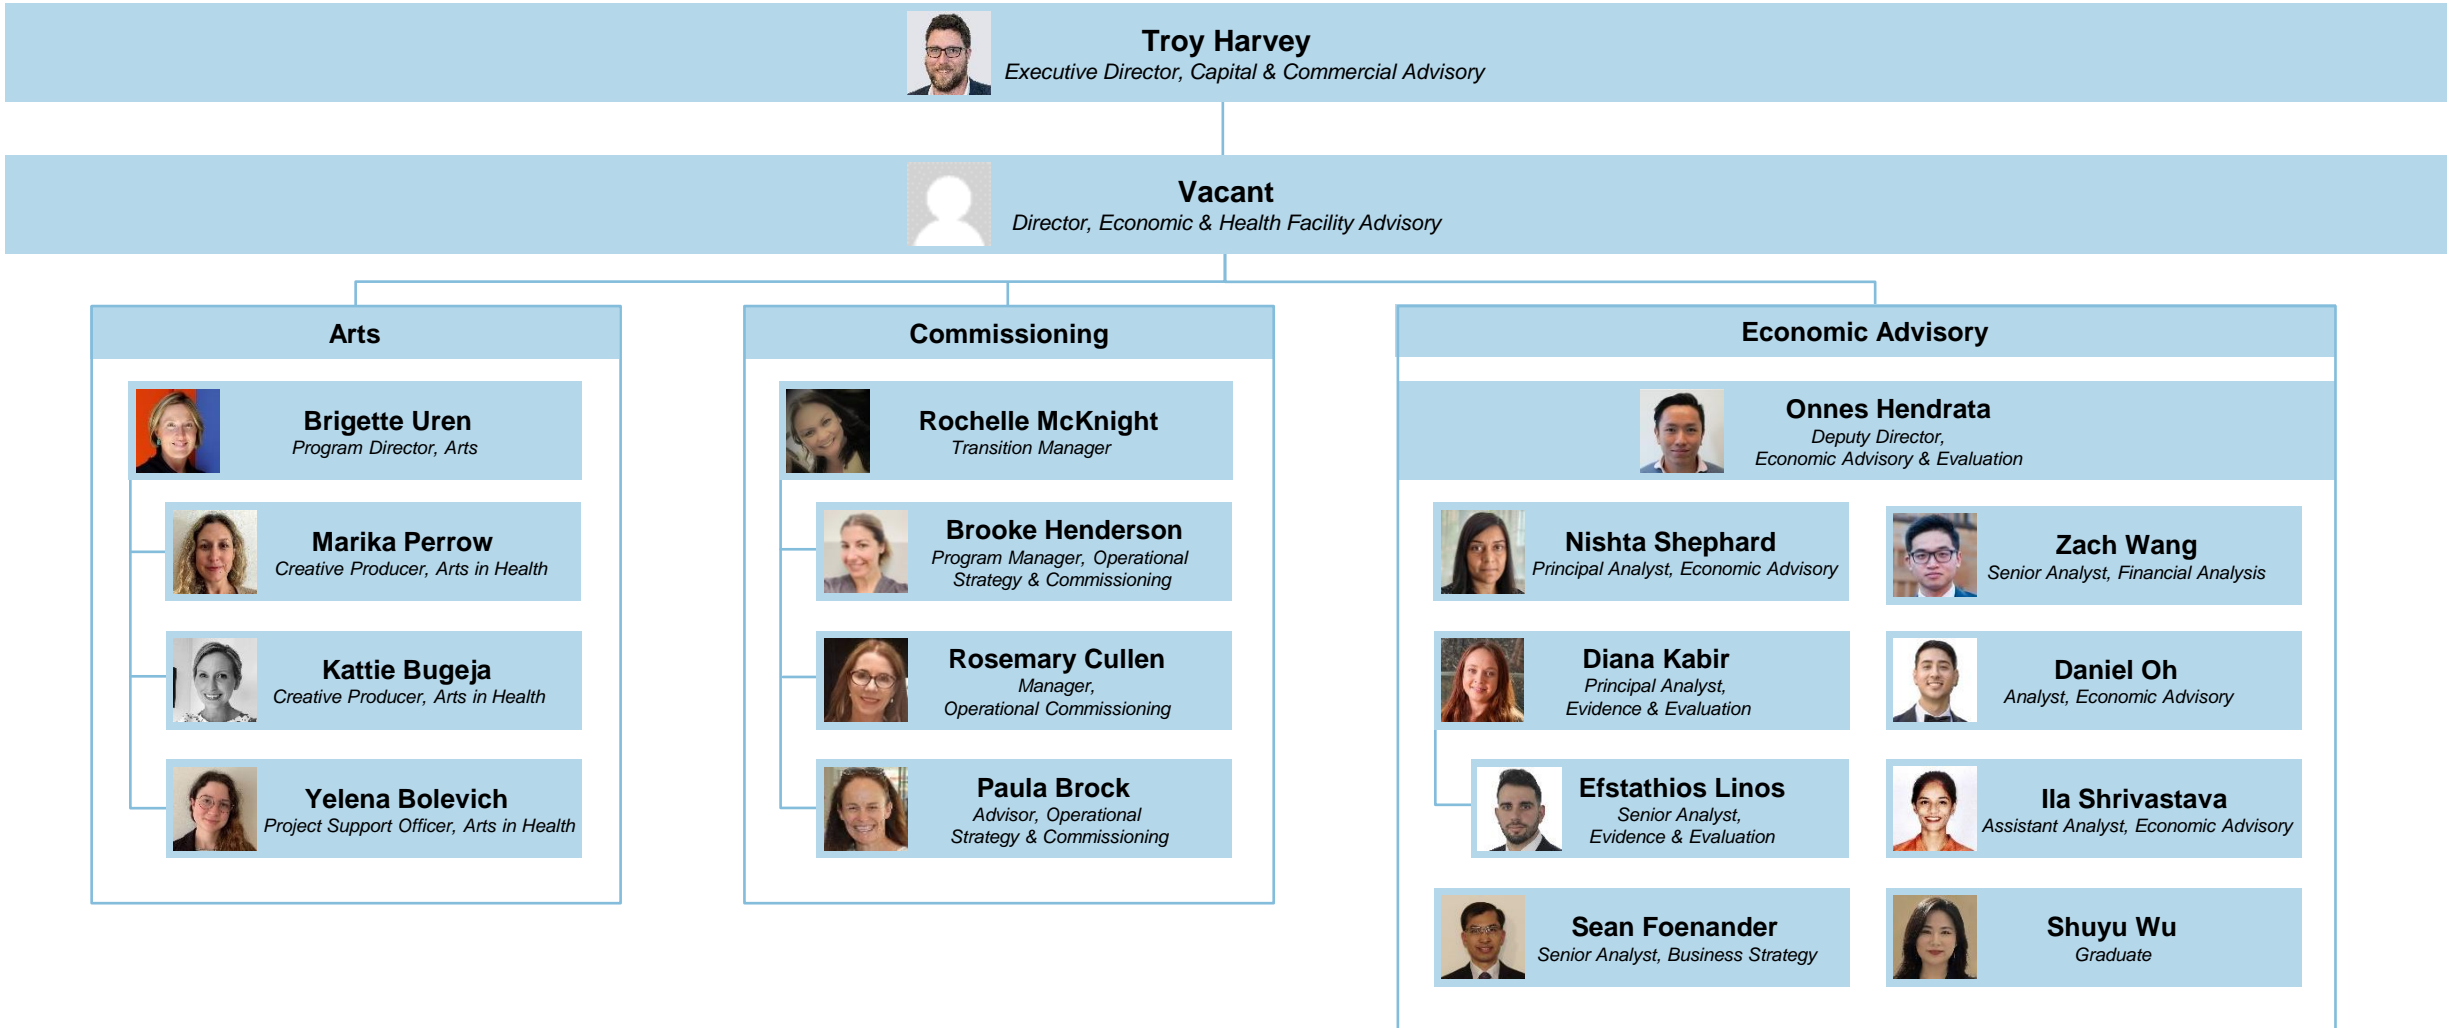 Troy Harvey
Executive Director, Capital & Commercial Advisory
Vacant
Director, Economic & Health Facility Advisory
Arts
Brigette Uren
Program Director, Arts
Marika Perrow
Creative Producer, Arts in Health
Kattie Bugeja
Creative Producer, Arts in Health
Yelena Bolevich
Project Support Officer, Arts in Health
Commissioning
Rochelle McKnight
Transition Manager
Brooke Henderson
Program Manager, Operational
Strategy & Commissioning
Rosemary Cullen
Manager,
Operational Commissioning
Paula Brock
Advisor, Operational
Strategy & Commissioning
Economic Advisory
Onnes Hendrata
Deputy Director,
Economic Advisory & Evaluation
Nishta Shephard
Principal Analyst, Economic Advisory
Diana Kabir
Principal Analyst,
Evidence & Evaluation
Efstathios Linos
Senior Analyst,
Evidence & Evaluation
Sean Foenander
Senior Analyst, Business Strategy
Zach Wang
Senior Analyst, Financial Analysis
Daniel Oh
Analyst, Economic Advisory
Ila Shrivastava
Assistant Analyst, Economic Advisory
Shuyu Wu
Graduate